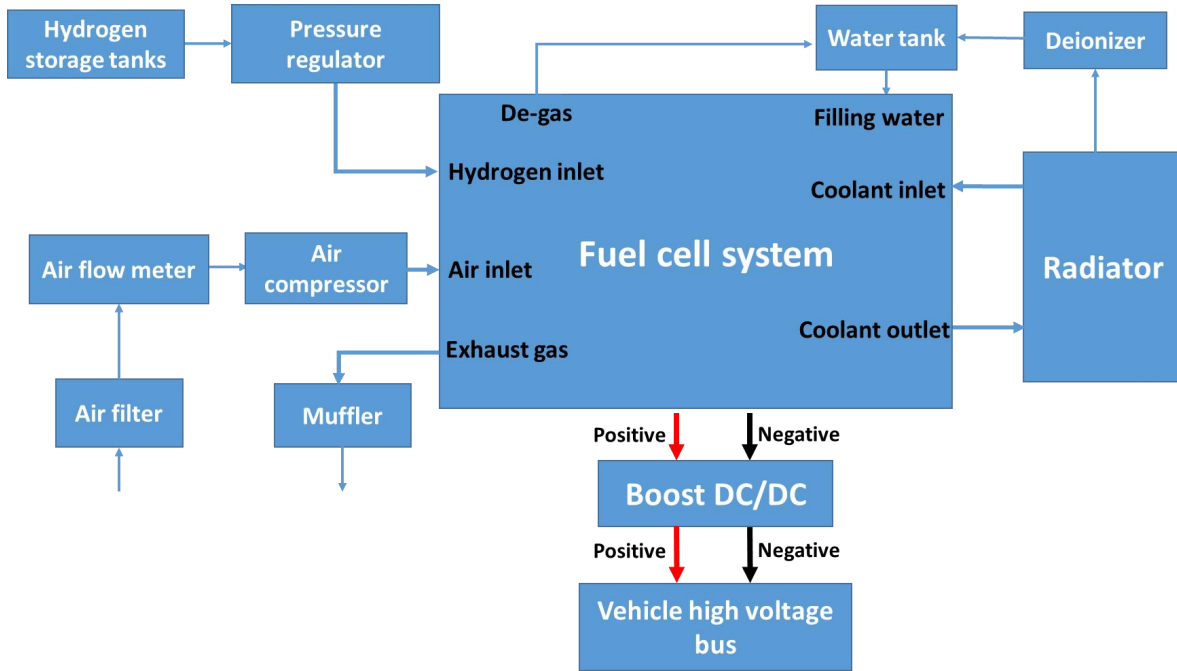 Hydrogen
storage tanks
Pressure
regulator
Water tank
Deionizer
De-gas
Filling water
Hydrogen inlet
Coolant inlet
Air flow meter
Air
compressor
Air inlet
Fuel cell system
Radiator
Coolant outlet
Exhaust gas
Air filter
Muffler
Positive
Negative
Boost DC/DC
Positive
Negative
Vehicle high voltage
bus